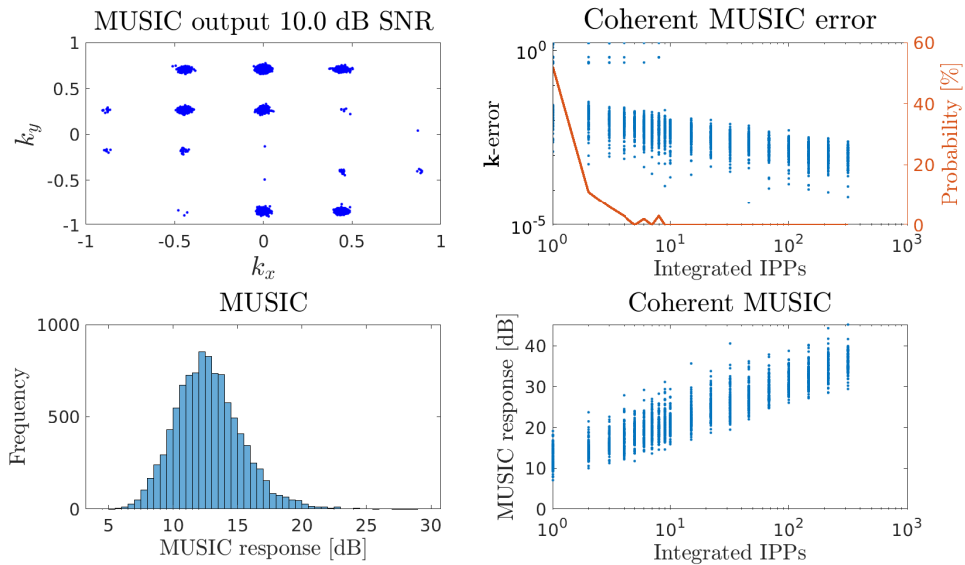 MUSIC output 10.0 dB SNR
1
0.5
0
-0.5
-1
k_y
-1
-0.5
0
0.5
1
k_x
Coherent MUSIC error
10^0
10^-5
k-error
60
40
20
0
Probability [%]
10^0
10^1
10^2
10^3
Integrated IPPs
MUSIC
1000
500
0
Frequency
5
10
15
20
25
30
MUSIC response [dB]
Coherent MUSIC
40
30
20
10
0
MUSIC response [dB]
10^0
10^1
10^2
10^3
Integrated IPPs